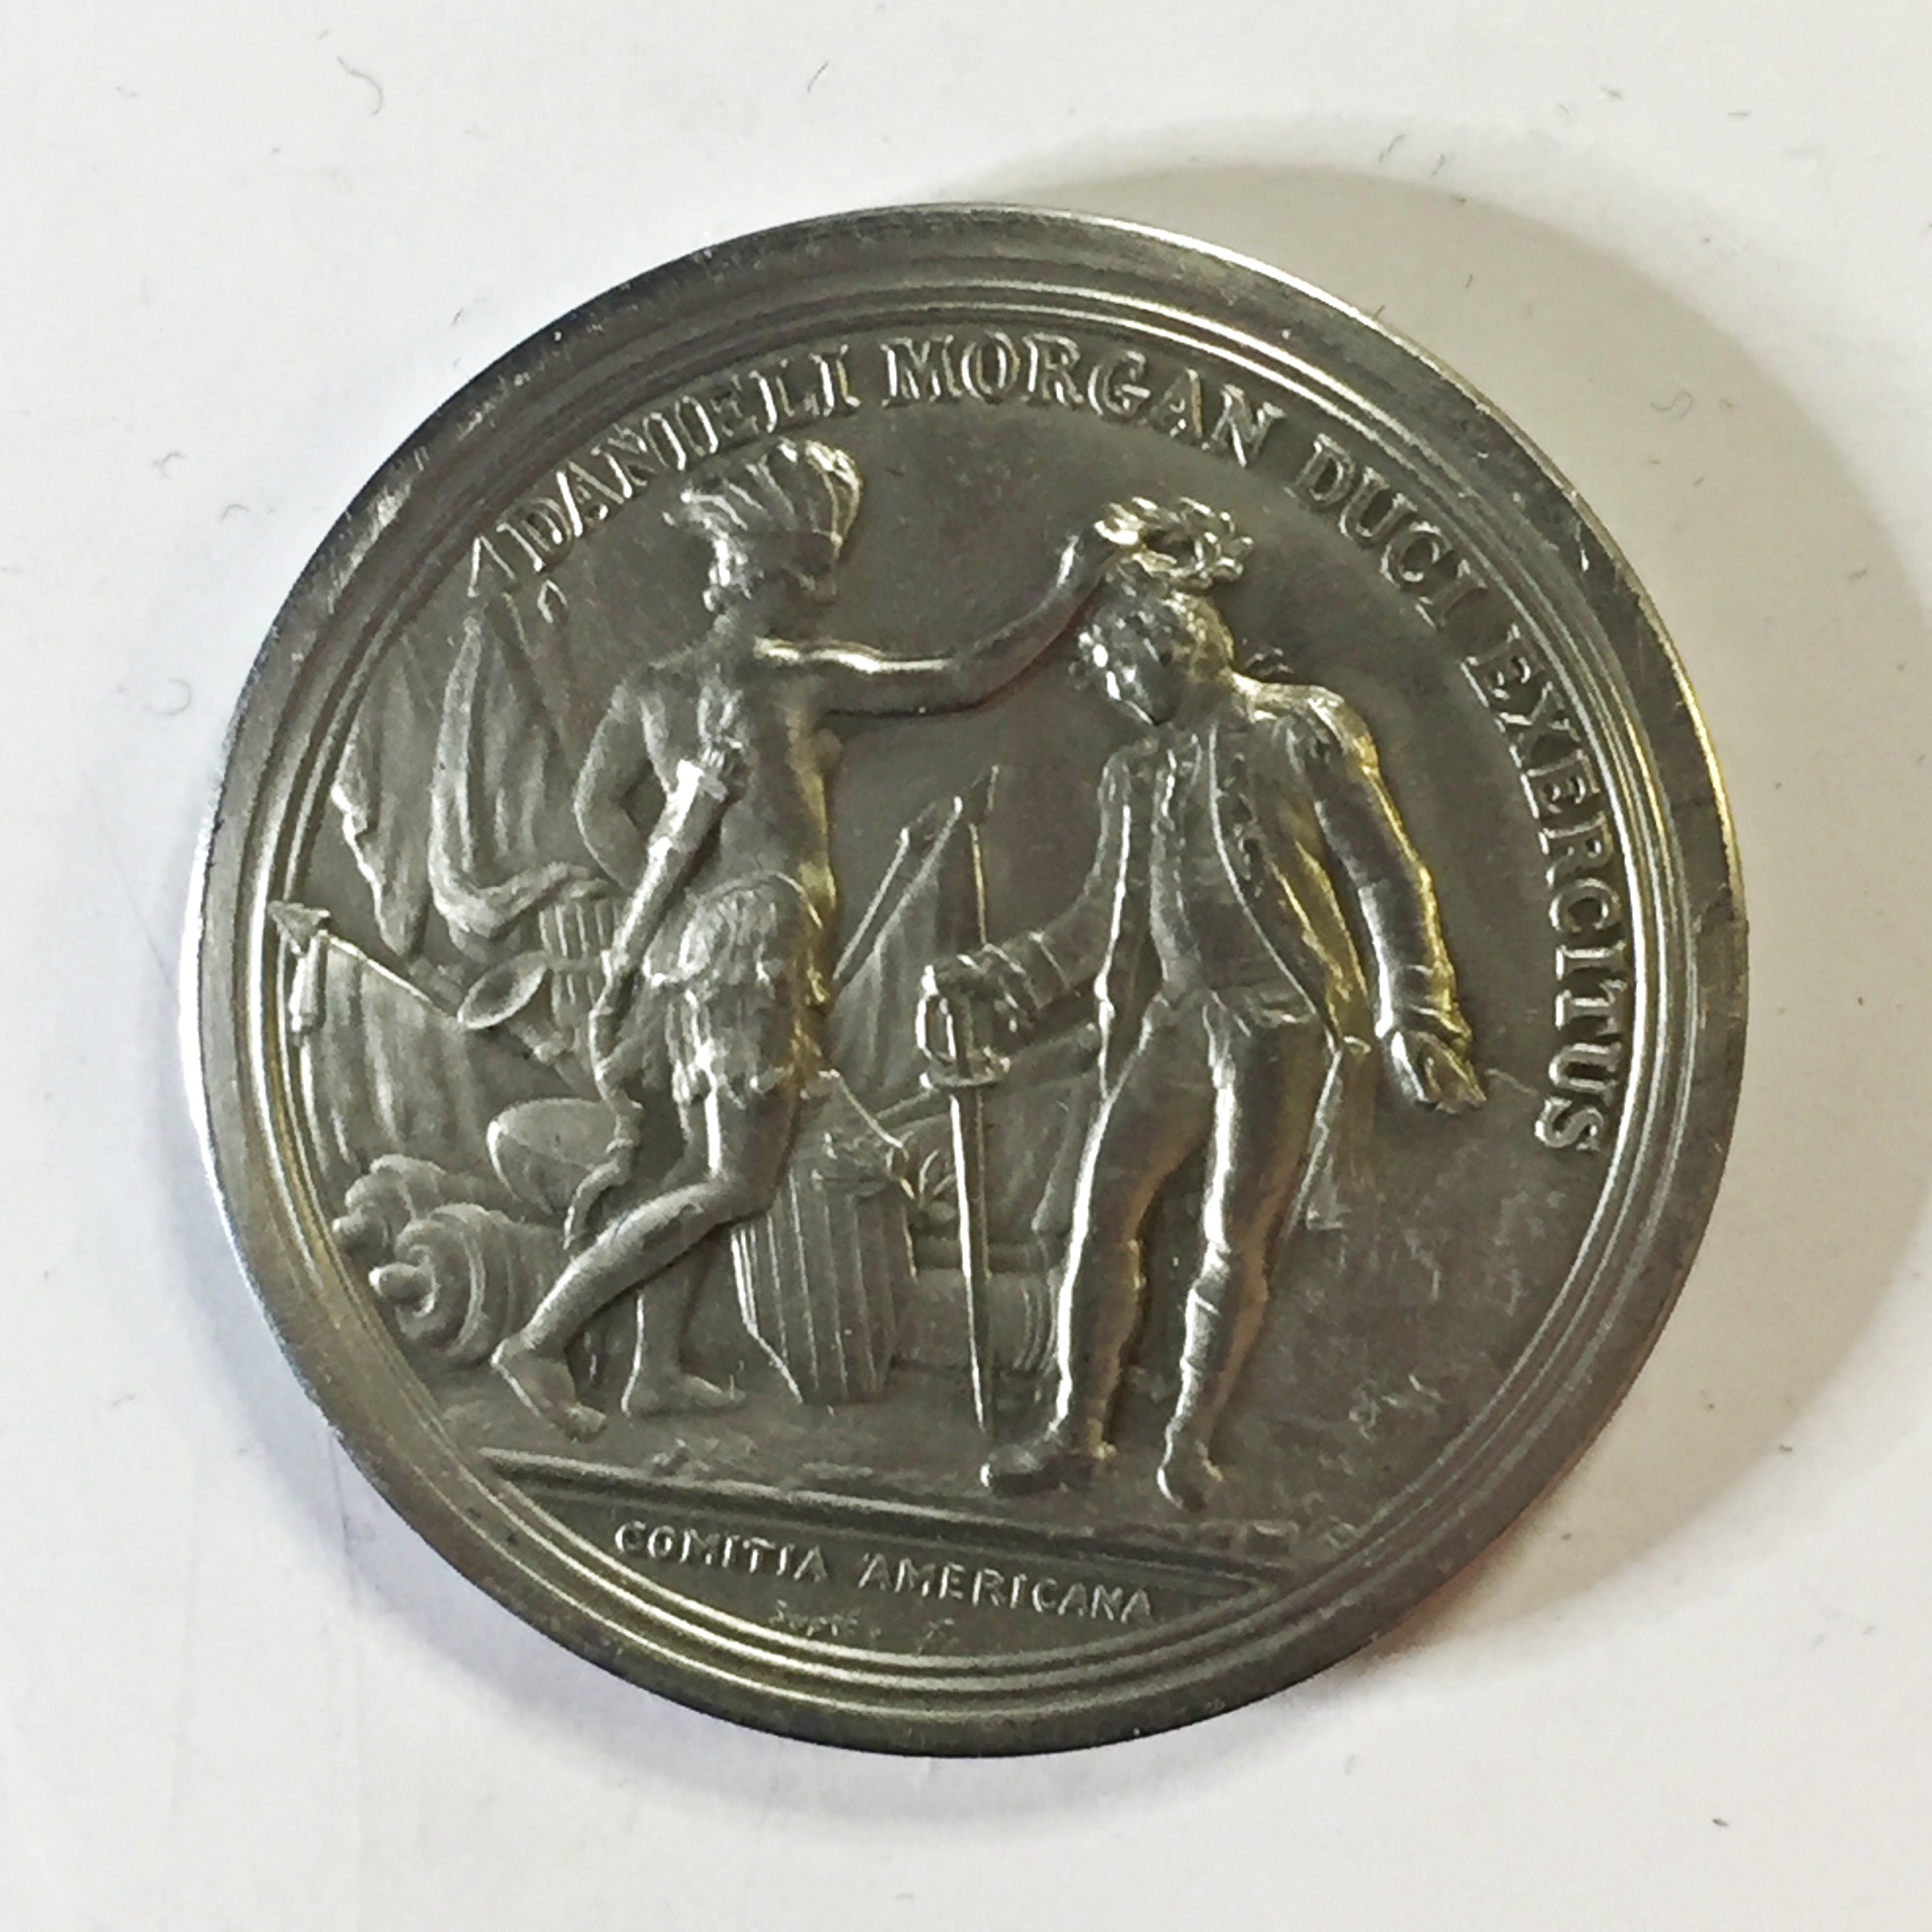 DANIELI MORGAN DUCI EXERCITUS
COMITIA AMERICANA